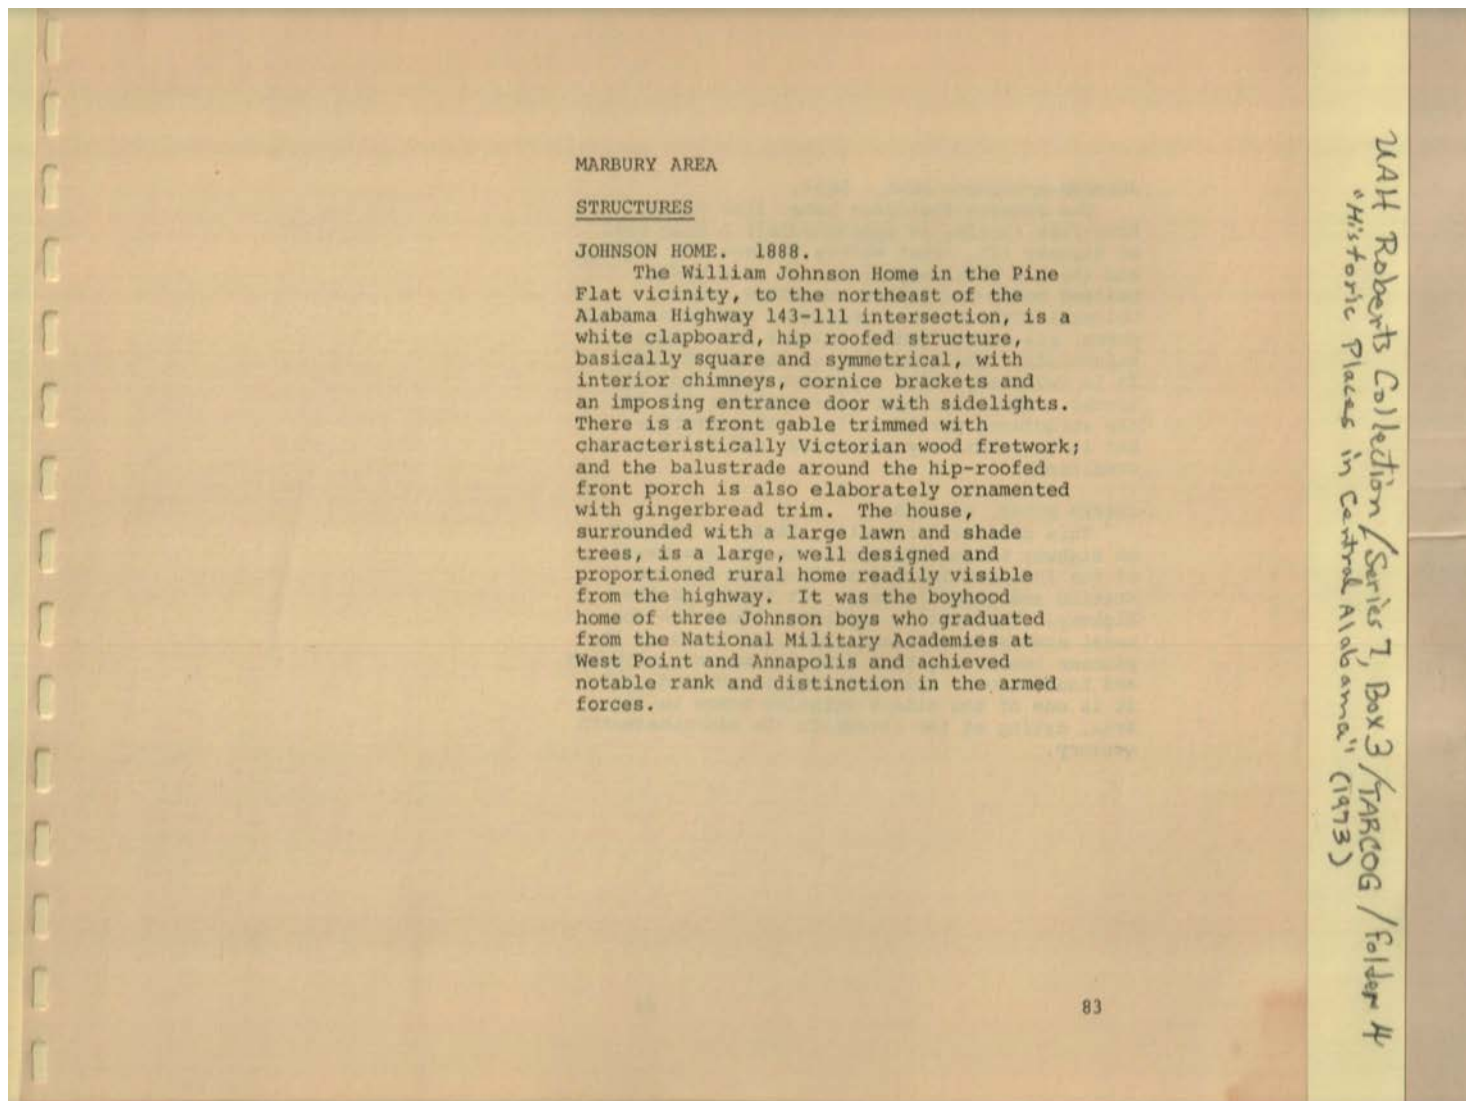 MARBURY AREA
STRUCTURES
JOHNSON HOME. 1888.
The William Johnson Home in the Pine
Flat vicinity, to the northeast of the
Alabama Highway 143-111 intersection, is a
white clapboard, hip roofed structure,
basically square and symmetrical, with
interior chimneys, cornice brackets and
an imposing entrance door with sidelights.
There is a front gable trimmed with
characteristically Victorian wood fretwork;
and the balustrade around the hip-roofed
front porch is also elaborately ornamented
with gingerbread trim. The house,
surrounded with a large lawn and shade
trees, is a large, well designed and
proportioned rural home readily visible
from the highway. It was the boyhood
home of three Johnson boys who graduated
from the National Military Academies at
West Point and Annapolis and achieved
notable rank and distinction in the armed
forces.
83
UAH Roberts Collection/Series 7, Box 3/TARCOG/Folder 4
"Historic Places in Central Alabama" (1973)